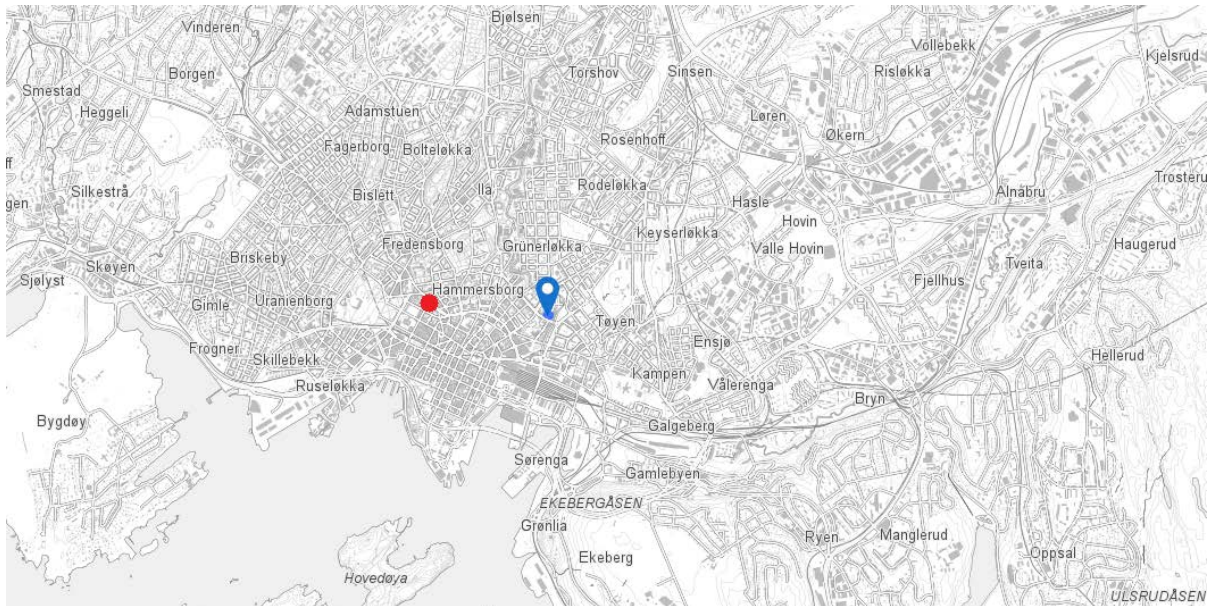 Bjølsen
Vinderen
Vollebekk
Kjelsrud
Borgen
Torshov
Sinsen
Risløkka
Smestad
Heggeli
Adamstuen
Løren
Økern
Fagerborg
Bolteløkka
Rosenhoff
Trosteru
Silkestrå
gen
Bislett
Ila
Rodeløkka
Hasle
Alnabru
Hovin
Fredensborg
Grünerløkka
Keyserløkka
Valle Hovin
Haugerud
Briskeby
Skøyen
Tveita
Sjølyst
Fjellhus
Hammersborg
Gimle
Uranienborg
Tøyen
Ensjø
Frogner
Skillebekk
Hellerud
Ruseløkka
Kampen
Vålerenga
Bryn
Bygdøy
Galgeberg
Sørenga
Gamlebyen
EKEBERGÅSEN
Grønlia
Ryen
Manglerud
Oppsal
Ekeberg
Hovedøya
ULSRUDÅSEN